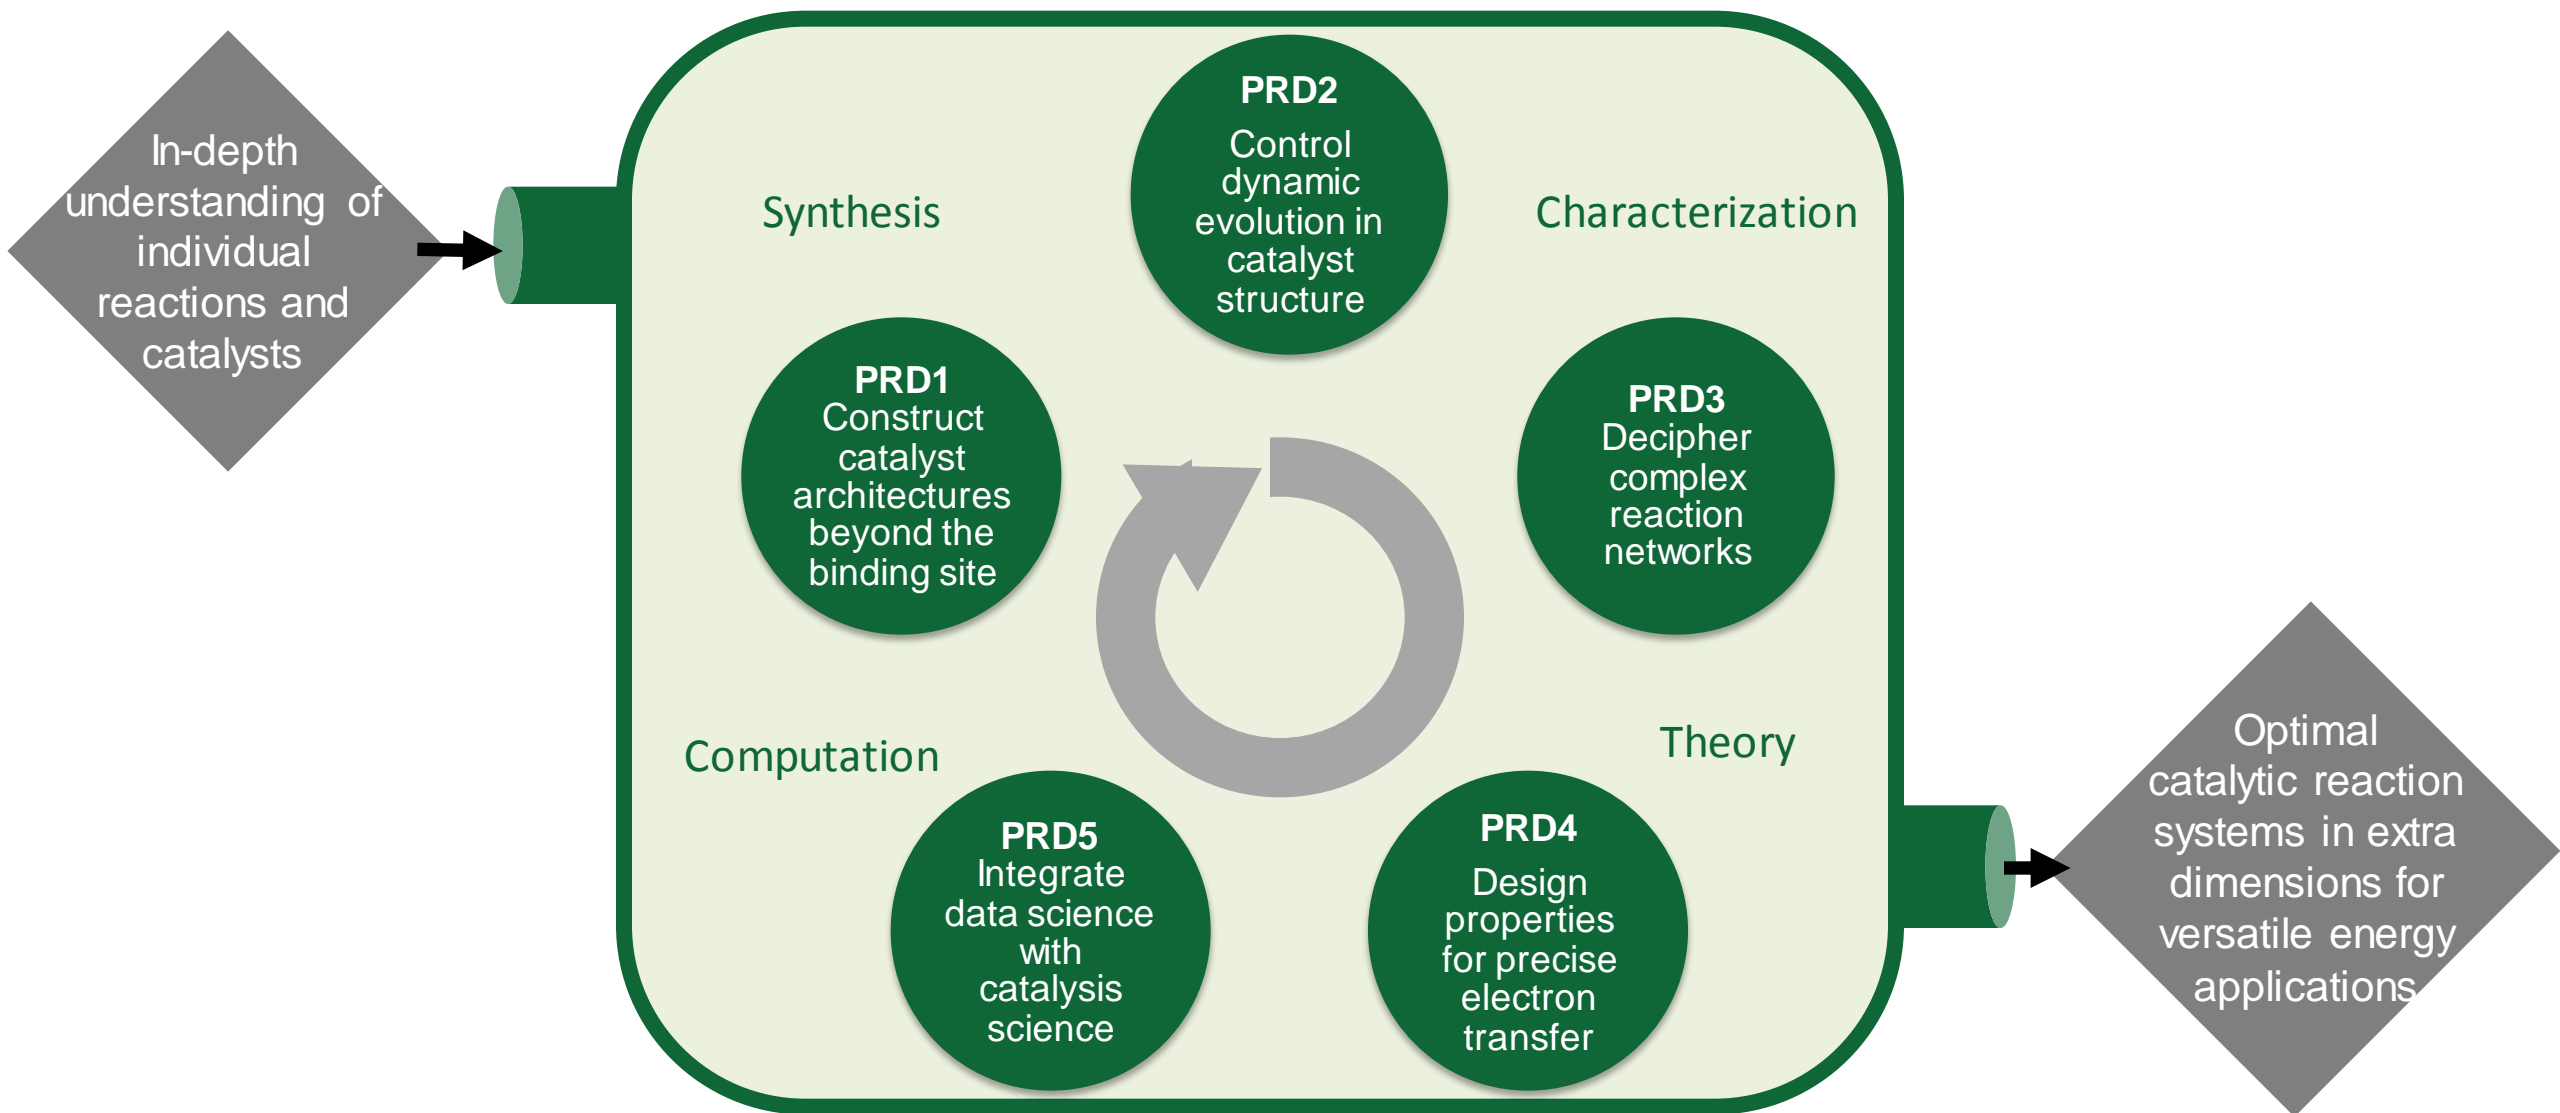 In-depth
understanding of
individual
reactions and
catalysts
Synthesis
PRD2
Control
dynamic
evolution in
catalyst
structure
Characterization
PRD1
Construct
catalyst
architectures
beyond the
binding site
PRD3
Decipher
complex
reaction
networks
Computation
Theory
PRD5
Integrate
data science
with
catalysis
science
PRD4
Design
properties
for precise
electron
transfer
Optimal
catalytic reaction
systems in extra
dimensions for
versatile energy
applications